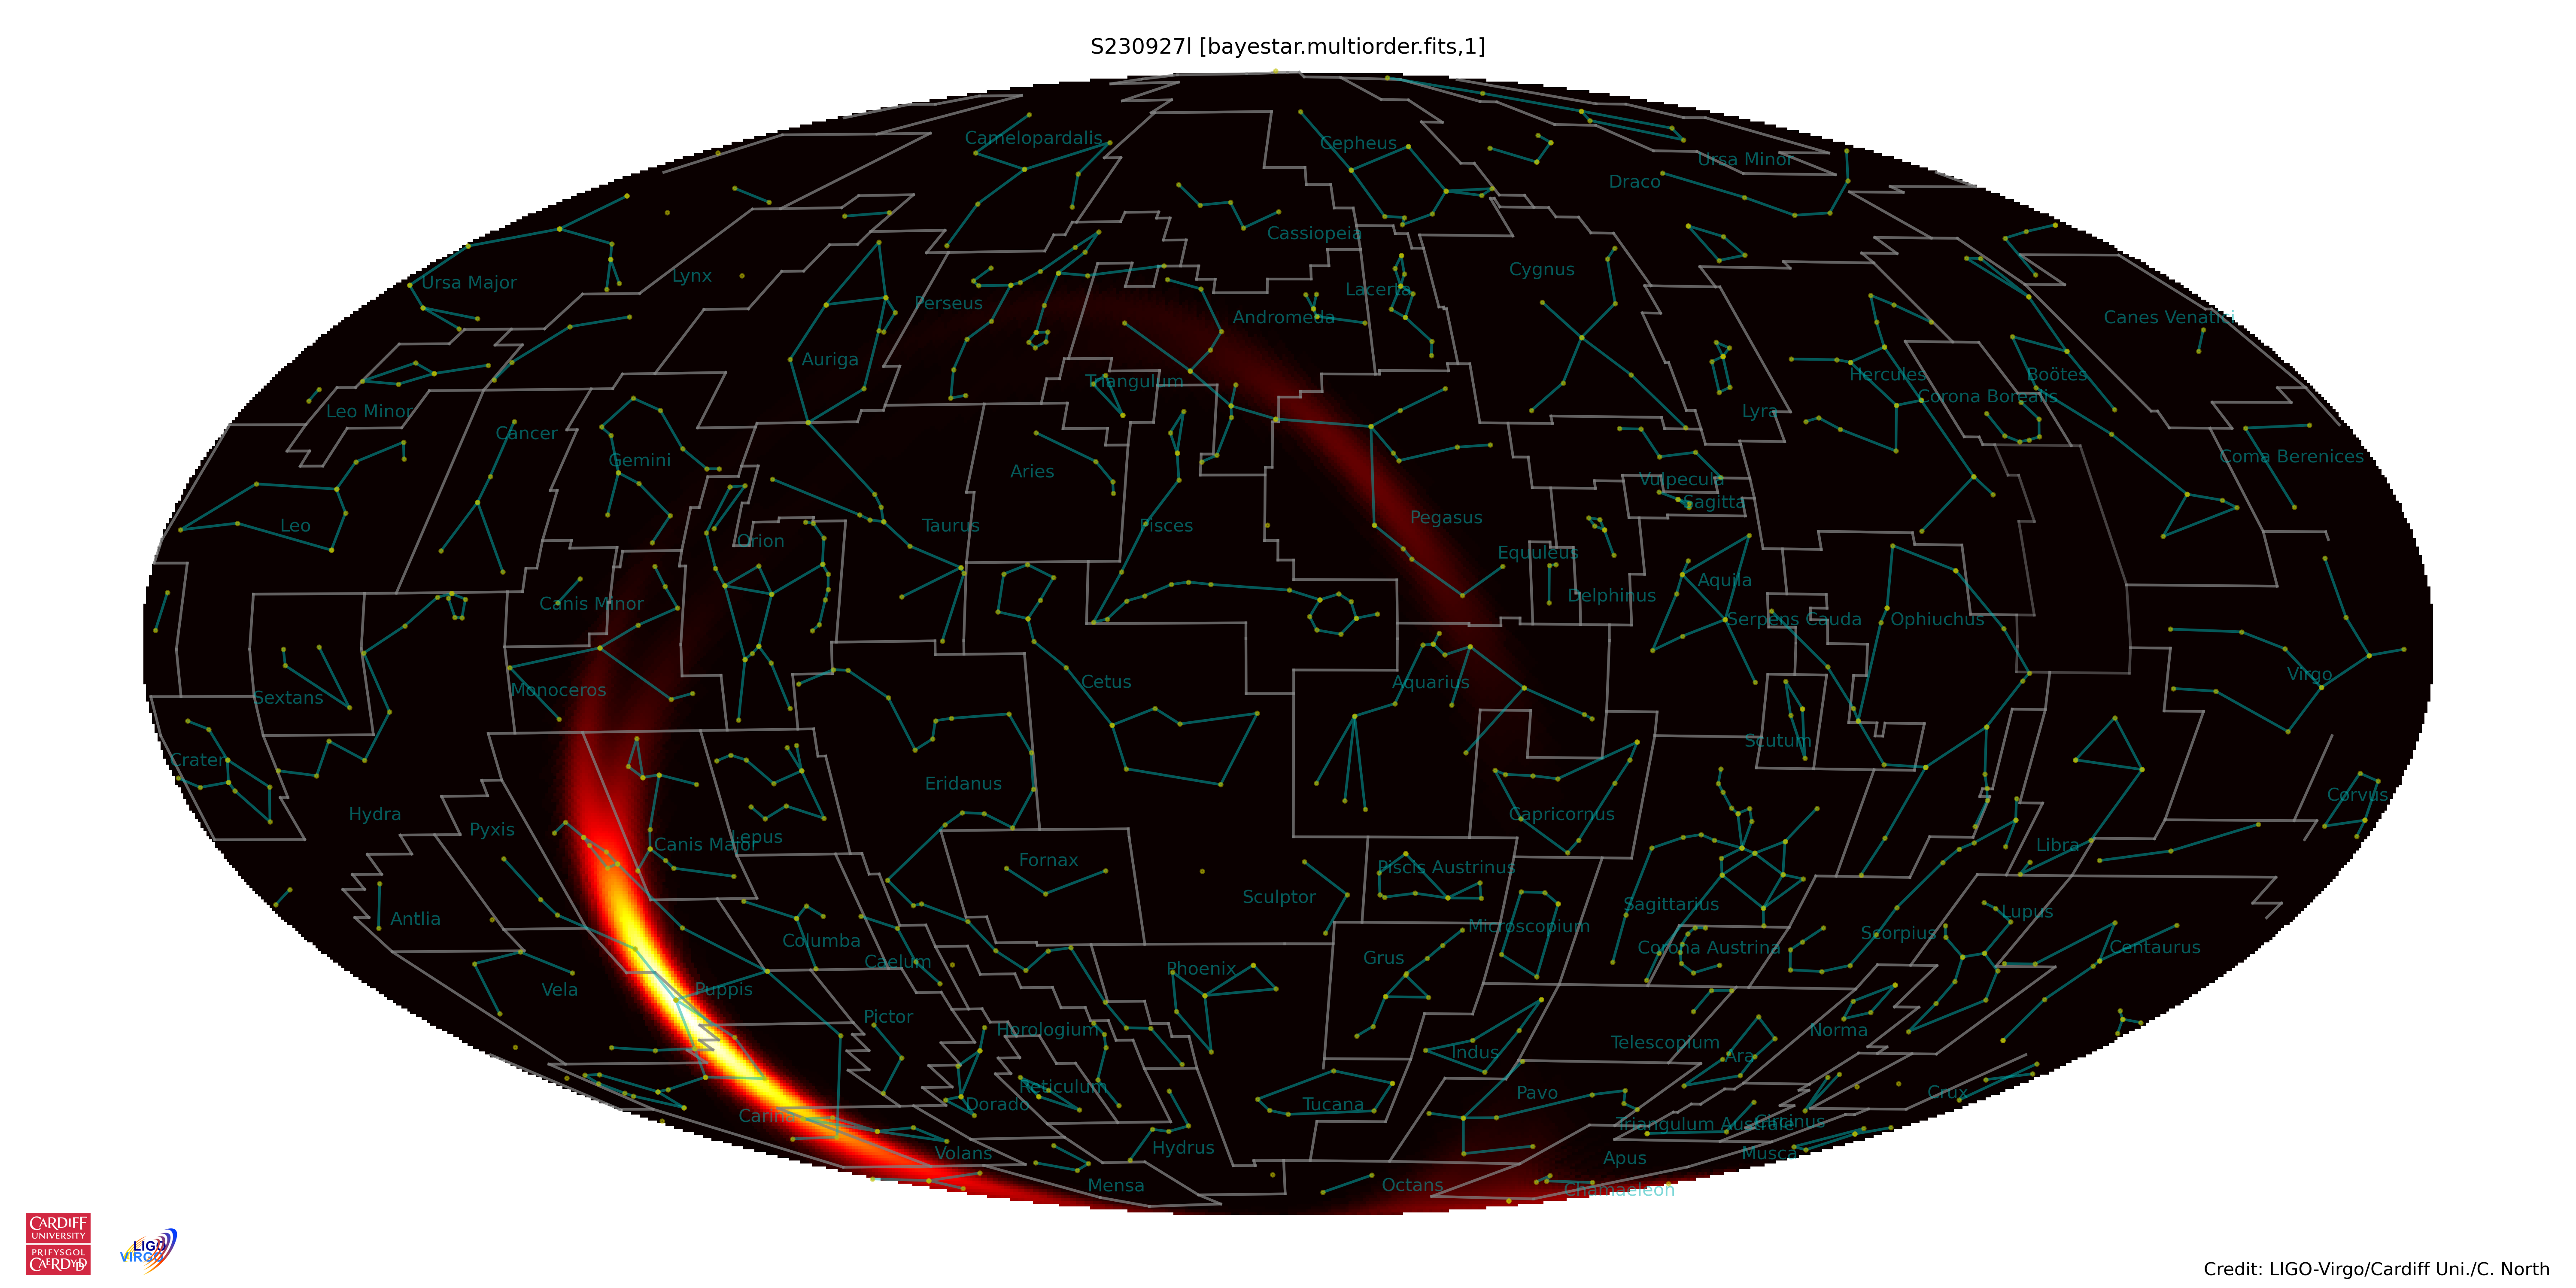 S230927l [bayestar.multiorder.fits,1]
Camelopardalis
Cepheus
Ursa Minor
Draco
Cassiopeia
Ursa Major
Lynx
Cygnus
Perseus
Lacerta
Andromeda
Canes Venatici
Auriga
Triangulum
Hercules
Boötes
Corona Borealis
Leo Minor
Lyra
Cancer
Gemini
Aries
Coma Berenices
Vulpecula
Sagitta
Leo
Orion
Taurus
Pisces
Pegasus
Equuleus
Aquila
Delphinus
Canis Minor
Serpens Cauda
Ophiuchus
Sextans
Monoceros
Cetus
Aquarius
Virgo
Crater
Scutum
Eridanus
Corvus
Hydra
Pyxis
Capricornus
Canis Major
Lepus
Libra
Fornax
Piscis Austrinus
Sculptor
Sagittarius
Lupus
Antlia
Microscopium
Columba
Corona Austrina
Scorpius
Centaurus
Caelum
Phoenix
Grus
Vela
Puppis
Pictor
Horologium
Telescopium
Norma
Indus
Ara
Reticulum
Pavo
Crux
Carina
Dorado
Tucana
Triangulum Australe
Circinus
Volans
Hydrus
Apus
Musca
Mensa
Octans
Chamaeleon
CARDIFF
UNIVERSITY
PRIFYSGOL
CAERDYDD
LIGO
VIRGO
Credit: LIGO-Virgo/Cardiff Uni./C. North